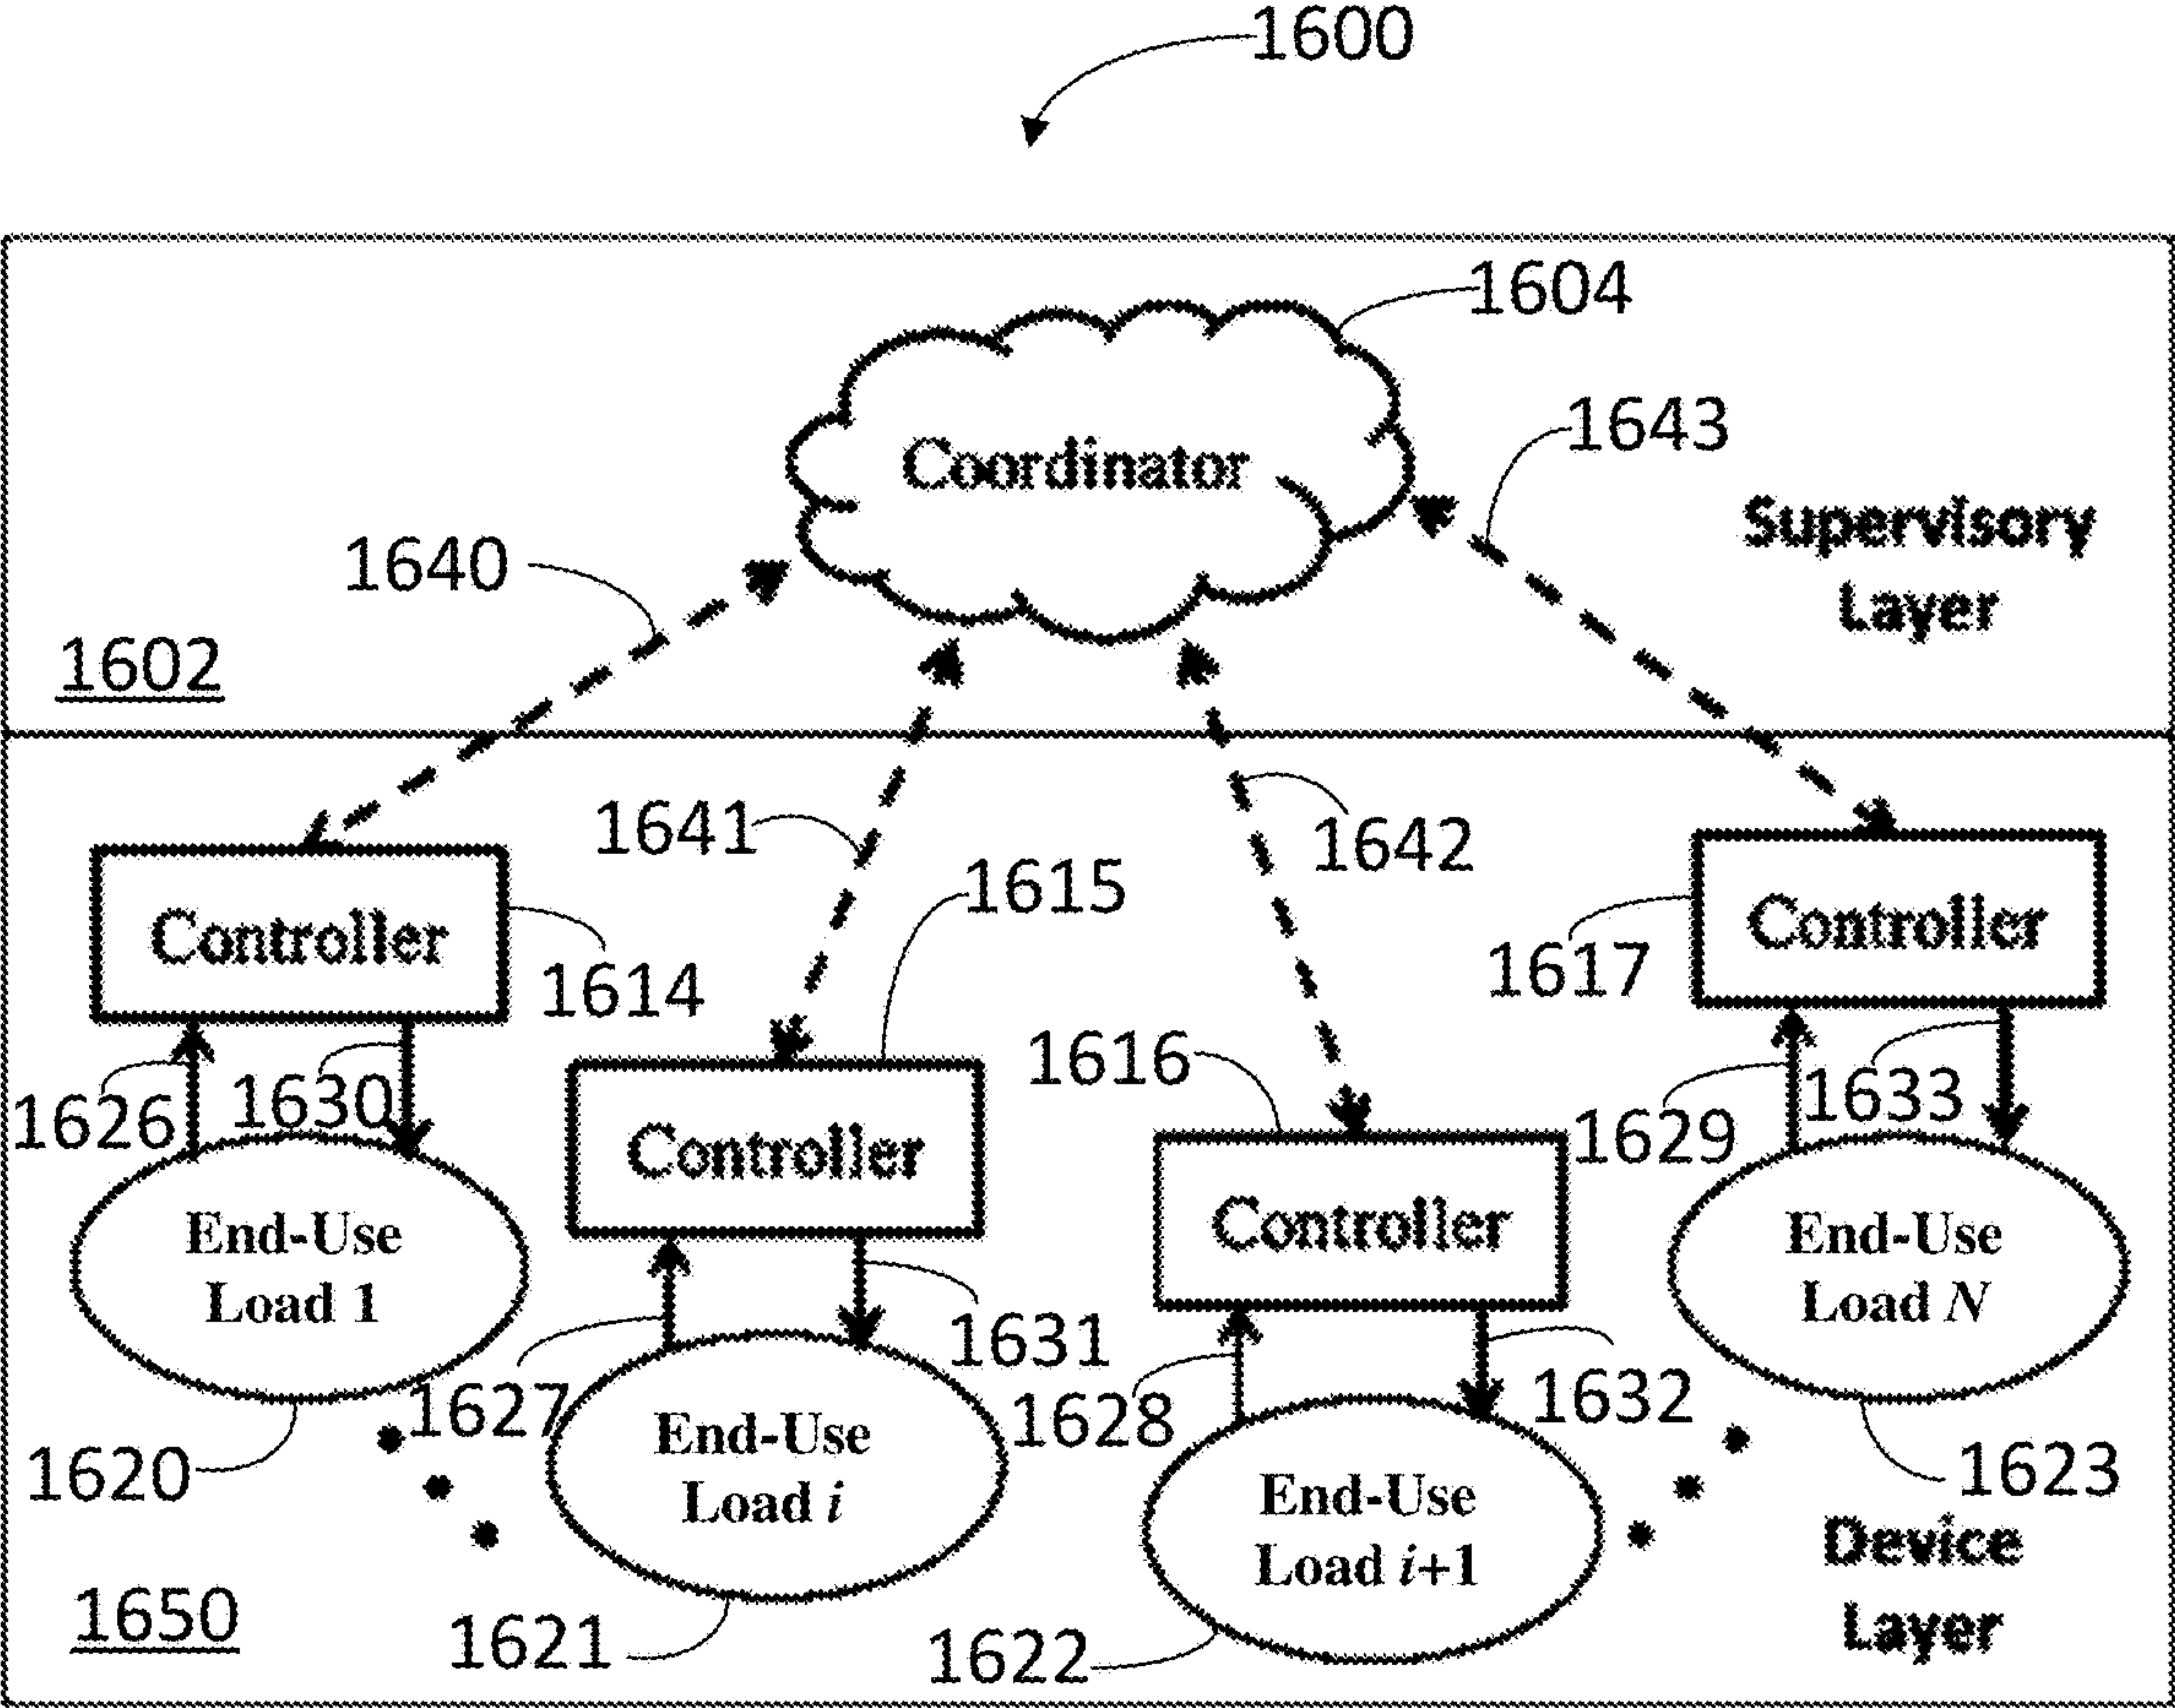 1600
1604
1643
Coordinator
Supervisory
Layer
1640
1602
1641
1642
1615
1617
Controller
Controller
1614
1616
1626
1630
1629
1633
Controller
Controller
End-Use
Load 1
End-Use
Load N
1627
1631
1628
1632
1620
End-Use
Load i
End-Use
Load i+1
1623
Device
Layer
1650
1621
1622